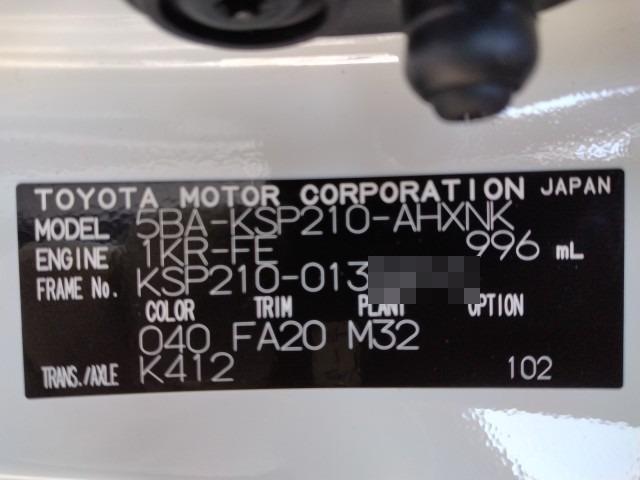 TOYOTA MOTOR CORPORATION JAPAN
MODEL 5BA-KSP210-AHXNK
ENGINE 1KR-FE 996 mL
FRAME No. KSP210-013
COLOR TRIM PLANT OPTION
040 FA20 M32
TRANS./AXLE K412 102